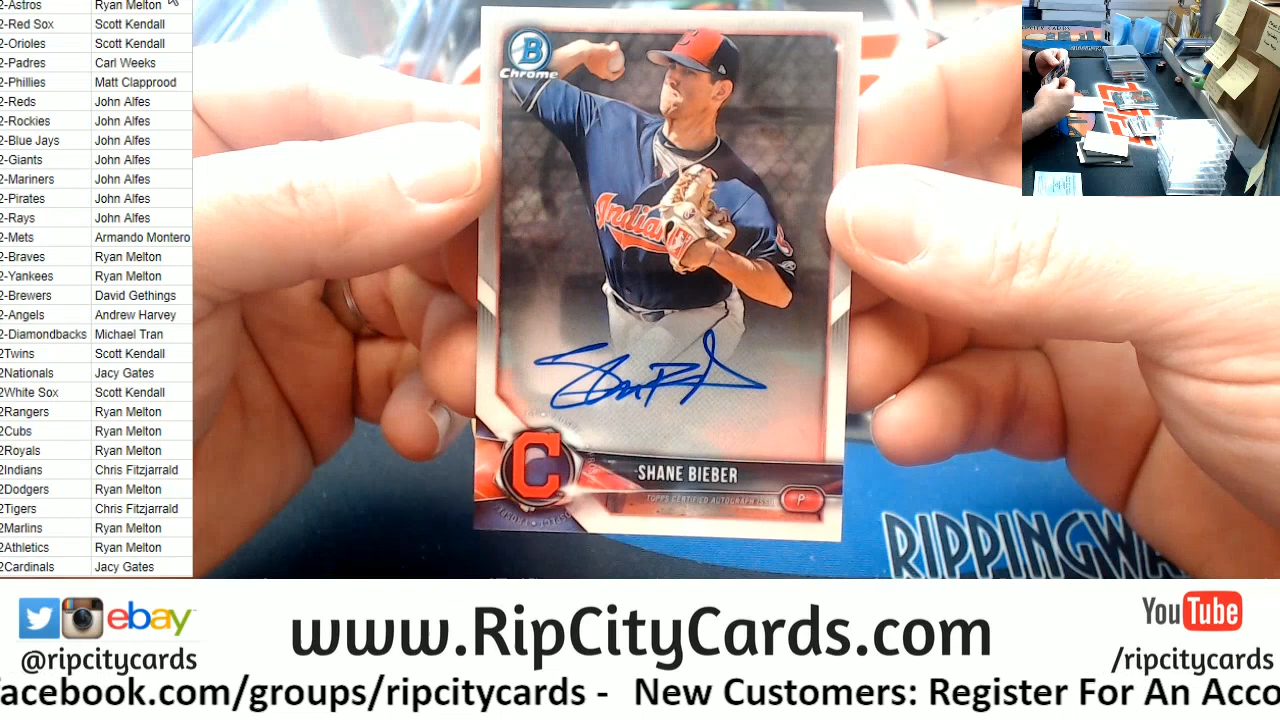 2-Astros Ryan Melton
2-Red Sox Scott Kendall
2-Orioles Scott Kendall
2-Padres Carl Weeks
2-Phillies Matt Clapprood
2-Reds John Alfes
2-Rockies John Alfes
2-Blue Jays John Alfes
2-Giants John Alfes
2-Mariners John Alfes
2-Pirates John Alfes
2-Rays John Alfes
2-Mets Armando Montero
2-Braves Ryan Melton
2-Yankees Ryan Melton
2-Brewers David Gethings
2-Angels Andrew Harvey
2-Diamondbacks Michael Tran
2Twins Scott Kendall
2Nationals Jacy Gates
2White Sox Scott Kendall
2Rangers Ryan Melton
2Cubs Ryan Melton
2Royals Ryan Melton
2Indians Chris Fitzjarrald
2Dodgers Ryan Melton
2Tigers Chris Fitzjarrald
2Marlins Ryan Melton
2Athletics Ryan Melton
2Cardinals Jacy Gates
B
Chrome
Indians
C
SHANE BIEBER
TOPPS CERTIFIED AUTOGRAPH ISSUE
P
RIPPINGWA
ebay
@ripcitycards
www.RipCityCards.com
YouTube
/ripcitycards
facebook.com/groups/ripcitycards - New Customers: Register For An Acco